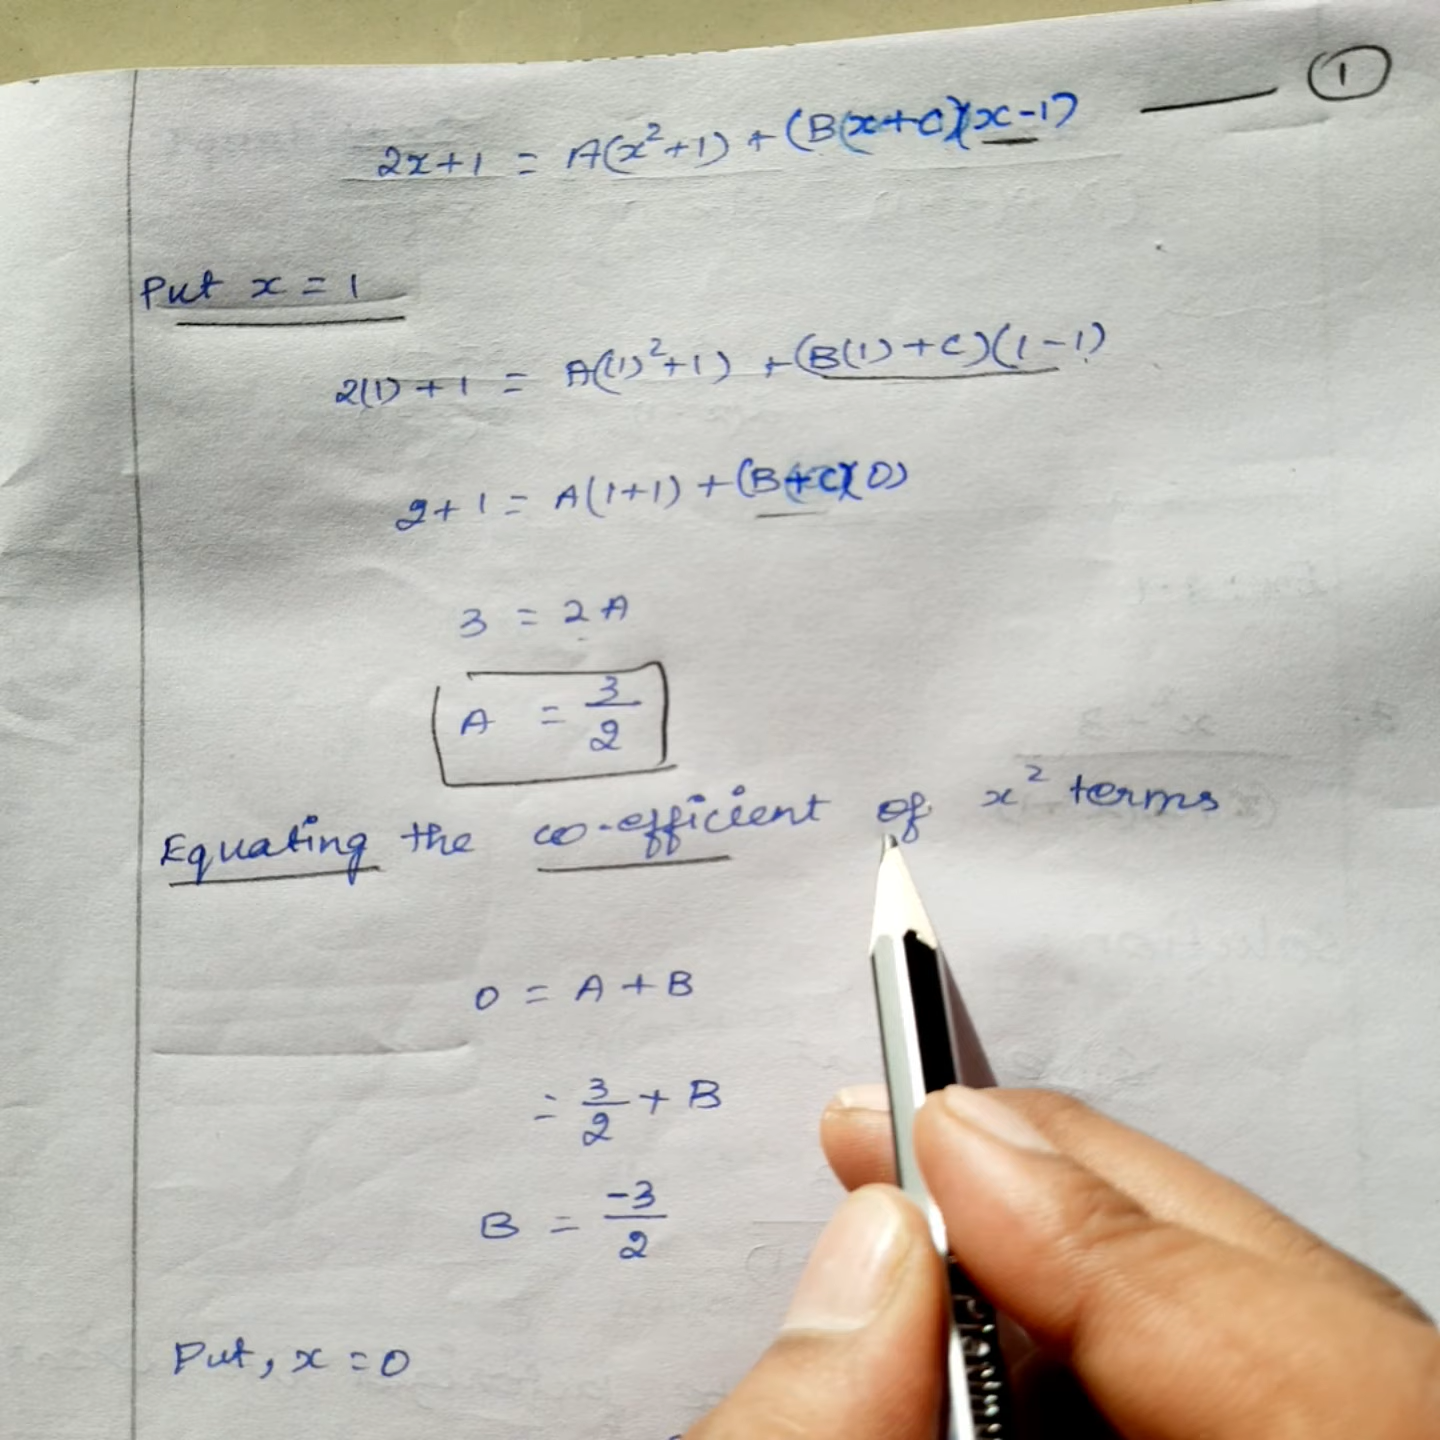 2x+1 = A(x²+1) + (B(x+C)(x-1) ——— ①
Put x = 1
2(1) + 1 = A((1)²+1) + (B(1) + C)(1-1)
2+1 = A(1+1) + (B+C)(0)
3 = 2A
A = 3/2
Equating the co-efficient of x² terms
0 = A + B
= 3/2 + B
B = -3/2
Put, x = 0